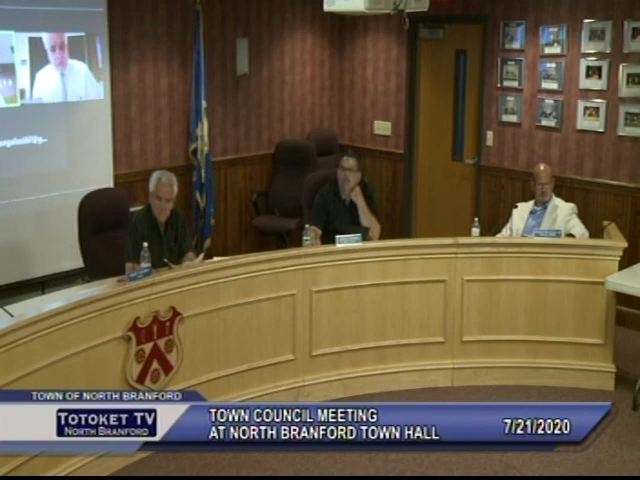 TOWN OF NORTH BRANFORD
TOTOKET TV
NORTH BRANFORD
TOWN COUNCIL MEETING
AT NORTH BRANFORD TOWN HALL
7/21/2020